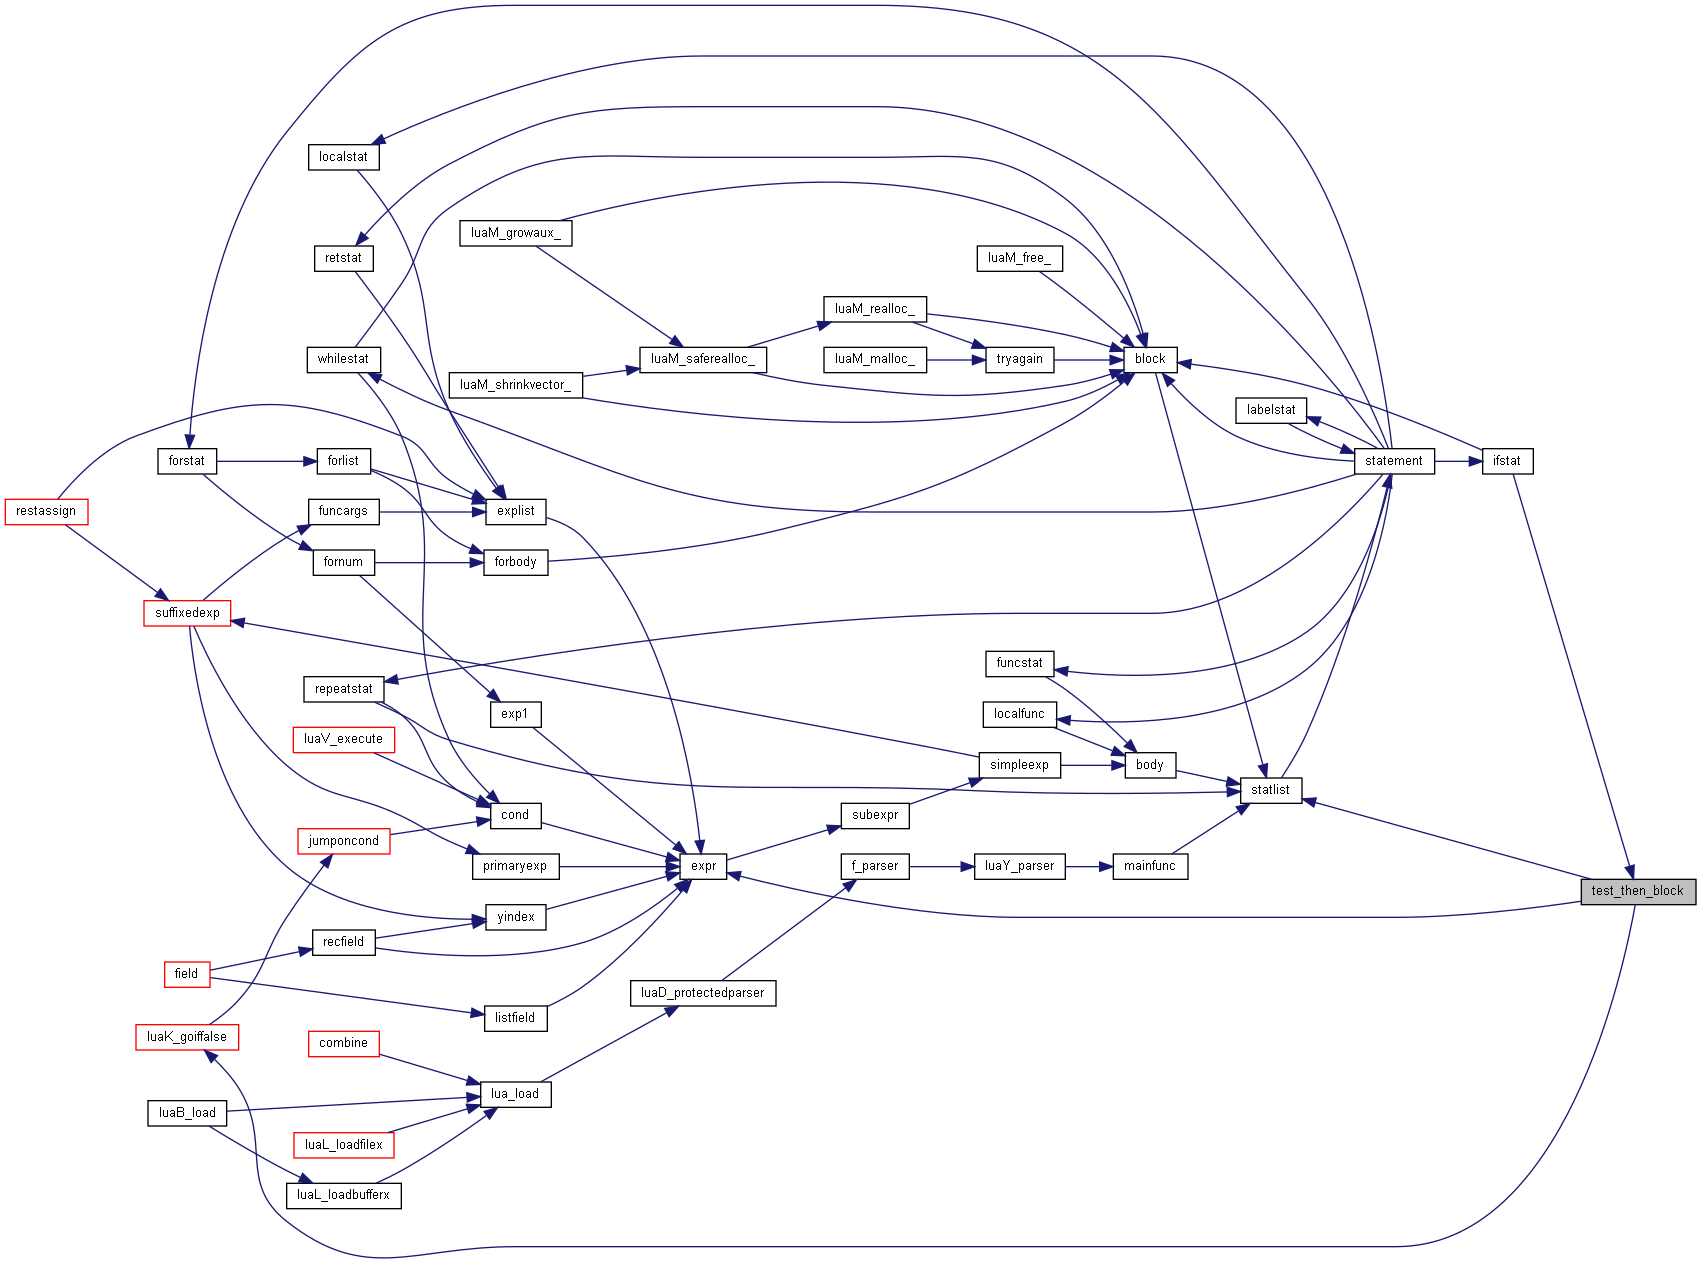 localstat
luaM_growaux_
retstat
luaM_free_
luaM_realloc_
whilestat
luaM_saferealloc_
luaM_malloc_
tryagain
block
luaM_shrinkvector_
labelstat
forstat
forlist
statement
ifstat
restassign
funcargs
explist
fornum
forbody
suffixedexp
funcstat
repeatstat
exp1
localfunc
luaV_execute
simpleexp
body
statlist
cond
subexpr
jumponcond
primaryexp
expr
f_parser
luaY_parser
mainfunc
test_then_block
yindex
recfield
field
luaD_protectedparser
listfield
luaK_goiffalse
combine
lua_load
luaB_load
luaL_loadfilex
luaL_loadbufferx